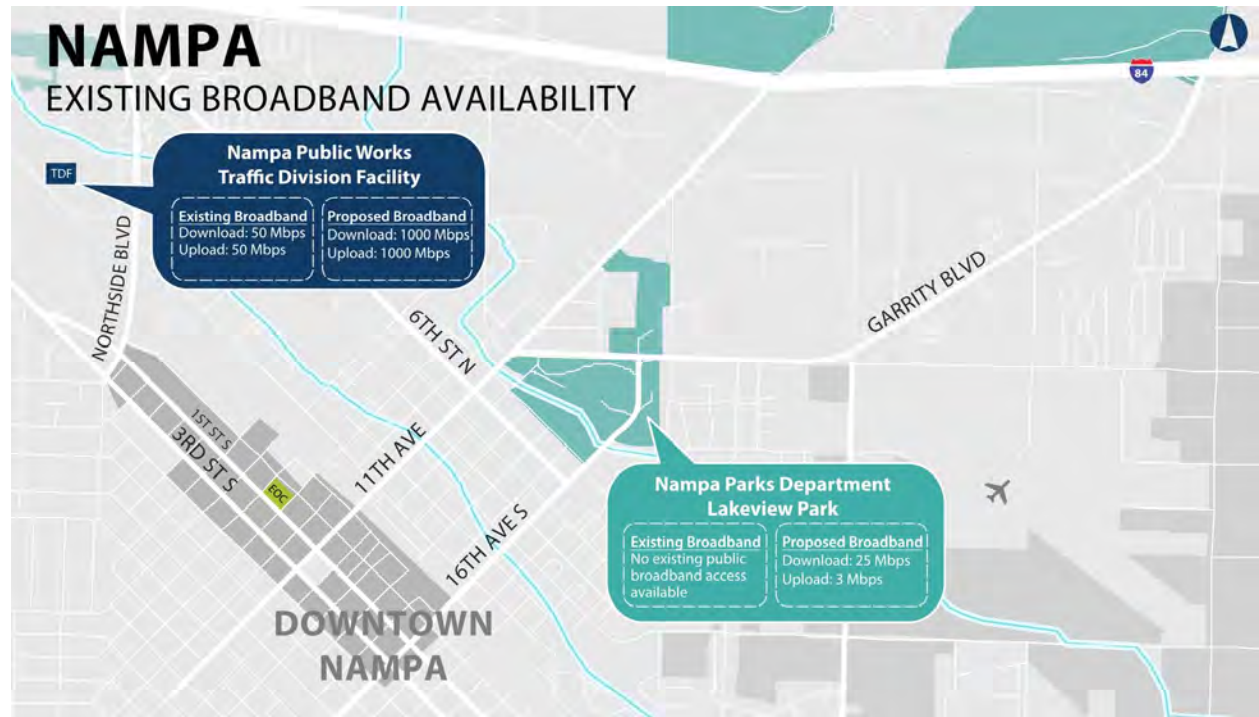 NAMPA
EXISTING BROADBAND AVAILABILITY
84
TDF
Nampa Public Works
Traffic Division Facility
Existing Broadband
Download: 50 Mbps
Upload: 50 Mbps
Proposed Broadband
Download: 1000 Mbps
Upload: 1000 Mbps
NORTHSIDE BLVD
GARRITY BLVD
6TH ST N
1ST ST S
3RD ST S
11TH AVE
EOC
16TH AVE S
Nampa Parks Department
Lakeview Park
Existing Broadband
No existing public
broadband access
available
Proposed Broadband
Download: 25 Mbps
Upload: 3 Mbps
DOWNTOWN
NAMPA